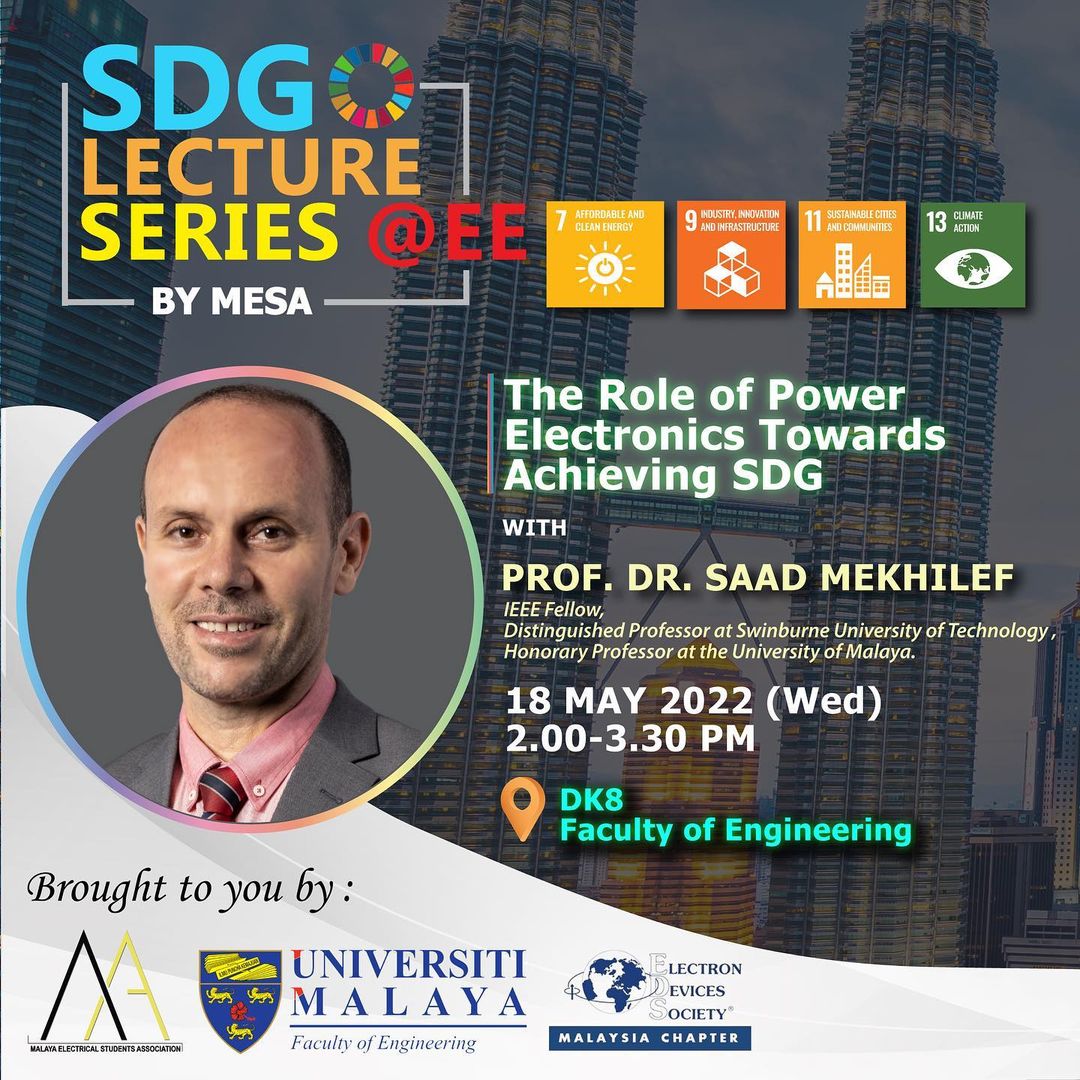 SDG
LECTURE
SERIES @EE
BY MESA
7 AFFORDABLE AND
CLEAN ENERGY
9 INDUSTRY, INNOVATION
AND INFRASTRUCTURE
11 SUSTAINABLE CITIES
AND COMMUNITIES
13 CLIMATE
ACTION
The Role of Power
Electronics Towards
Achieving SDG
WITH
PROF. DR. SAAD MEKHILEF
IEEE Fellow,
Distinguished Professor at Swinburne University of Technology ,
Honorary Professor at the University of Malaya.
18 MAY 2022 (Wed)
2.00-3.30 PM
DK8
Faculty of Engineering
Brought to you by :
MALAYA ELECTRICAL STUDENTS ASSOCIATION
UNIVERSITI
MALAYA
Faculty of Engineering
EDS
ELECTRON
DEVICES
SOCIETY®
MALAYSIA CHAPTER